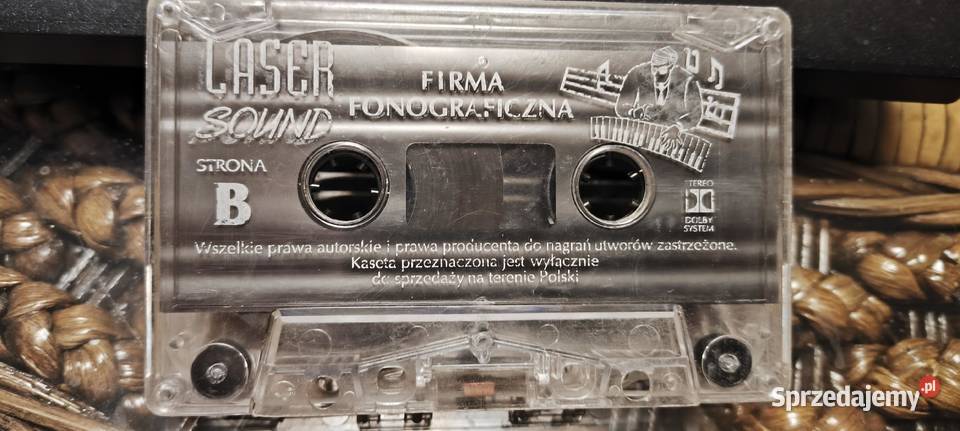 LASER
SOUND
FIRMA
FONOGRAFICZNA
STRONA
B
STEREO
DOLBY
SYSTEM
Wszelkie prawa autorskie i prawa producenta do nagrań utworów zastrzeżone.
Kaseta przeznaczona jest wyłącznie
do sprzedaży na terenie Polski
Sprzedajemy.pl